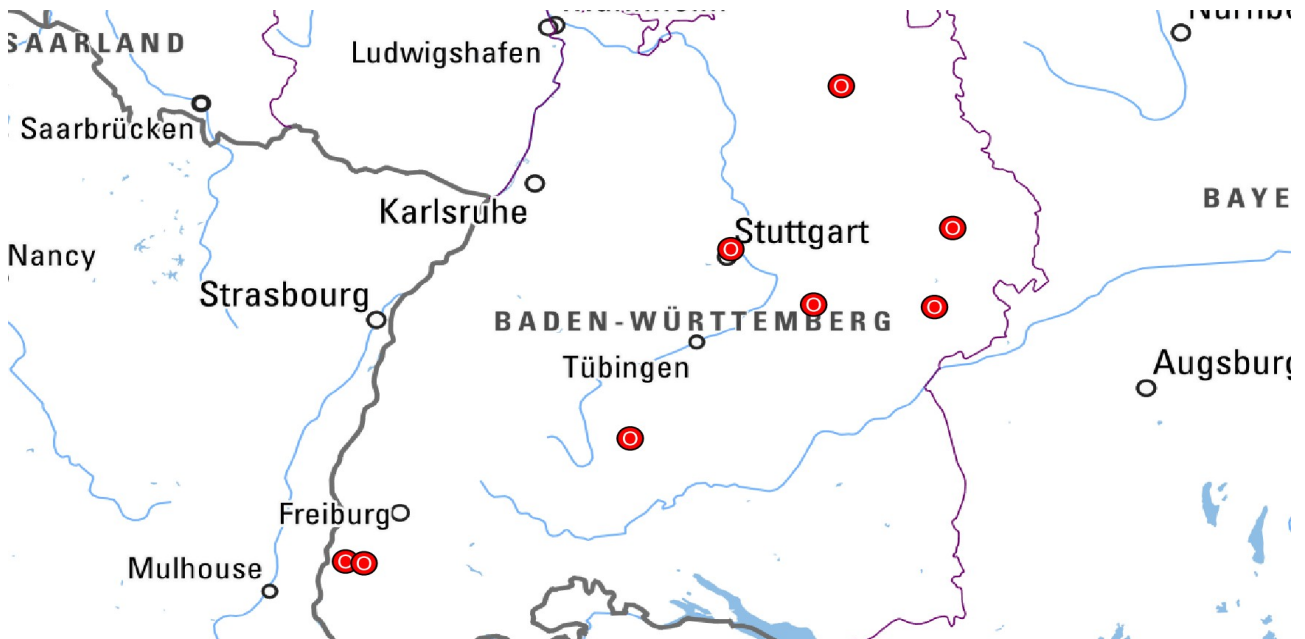 SAARLAND
Ludwigshafen
Saarbrücken
Karlsruhe
BAYE
Stuttgart
Nancy
Strasbourg
BADEN-WÜRTTEMBERG
Tübingen
Augsburg
Freiburg
Mulhouse